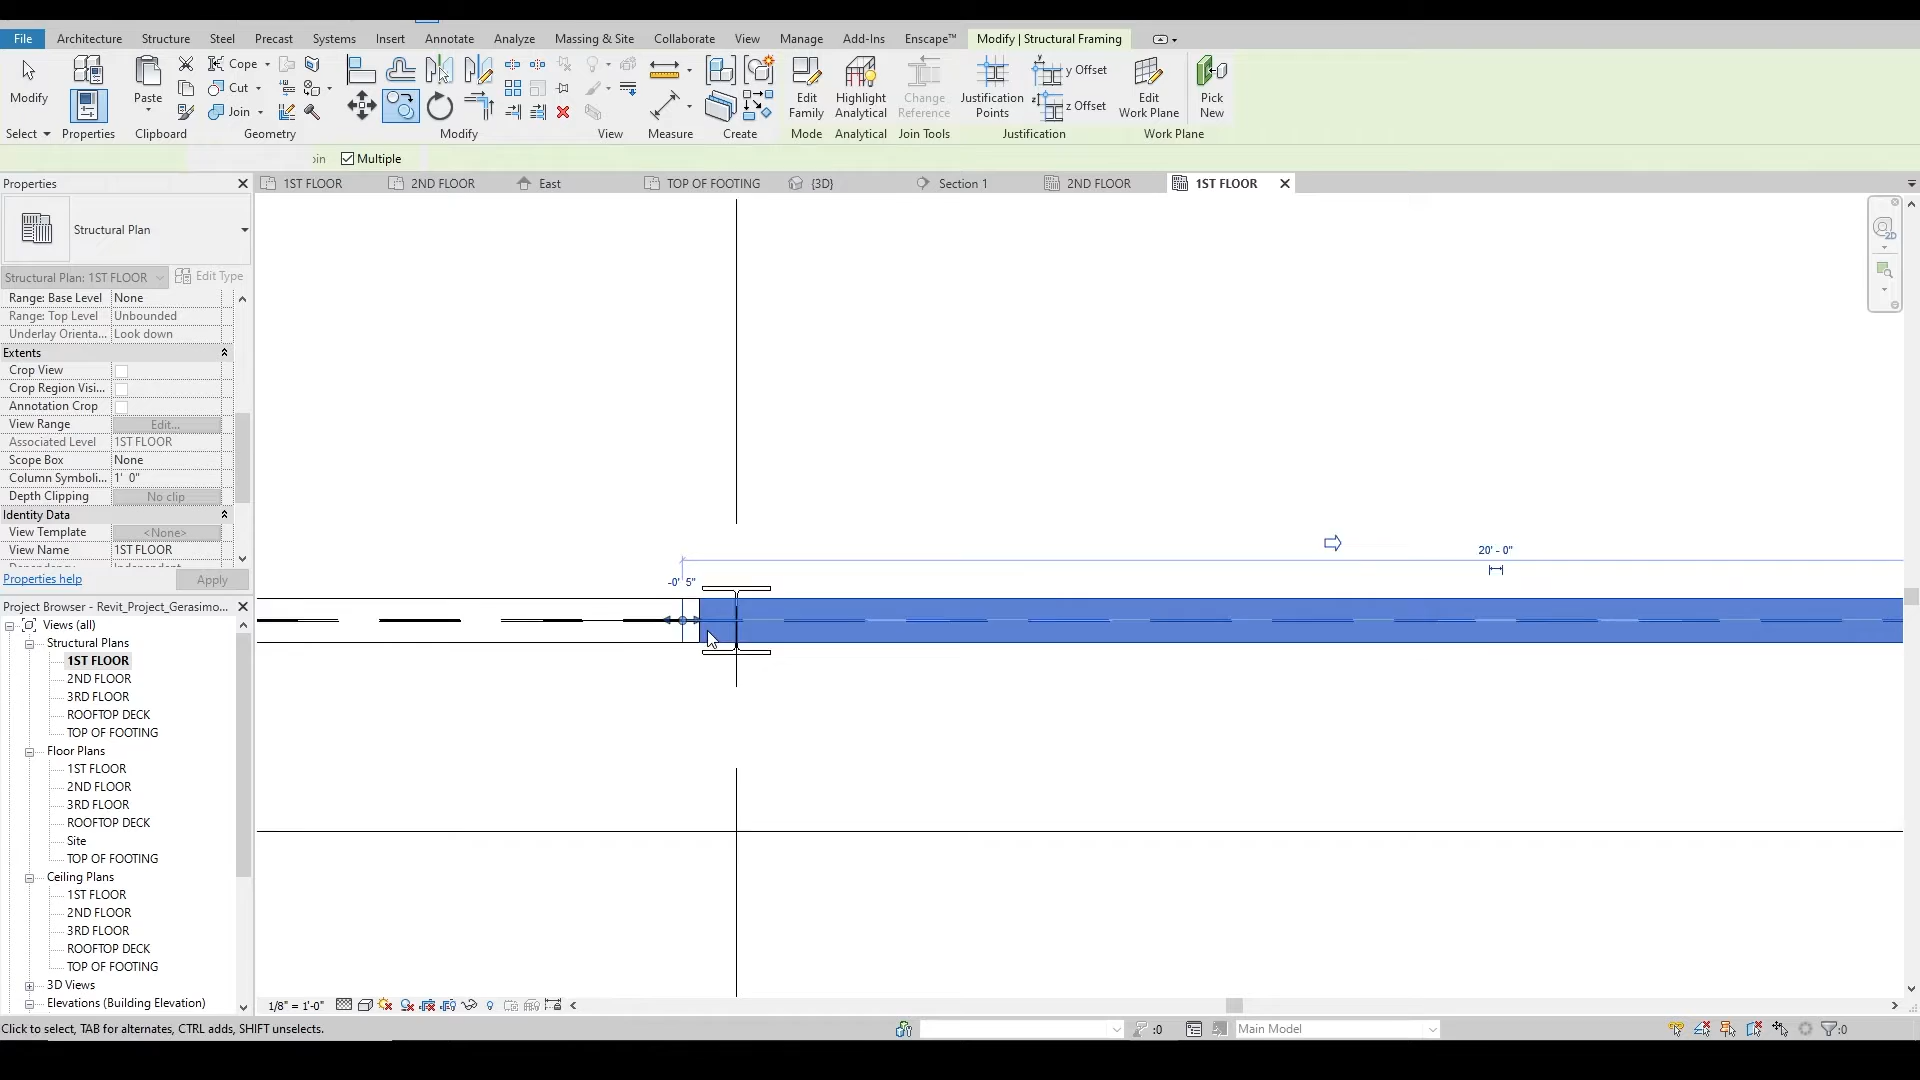 File Architecture Structure Steel Precast Systems Insert Annotate Analyze Massing & Site Collaborate View Manage Add-Ins Enscape™ Modify | Structural Framing
Modify
Properties
Paste
Cope
Cut
Join
Edit Family
Highlight Analytical
Change Reference
Justification Points
y Offset
z Offset
Edit Work Plane
Pick New
Select Properties Clipboard Geometry Modify View Measure Create Mode Analytical Join Tools Justification Work Plane
Multiple
Properties
1ST FLOOR 2ND FLOOR East TOP OF FOOTING {3D} Section 1 2ND FLOOR 1ST FLOOR
Structural Plan
Structural Plan: 1ST FLOOR Edit Type
Range: Base Level None
Range: Top Level Unbounded
Underlay Orienta... Look down
Extents
Crop View
Crop Region Visi...
Annotation Crop
View Range Edit...
Associated Level 1ST FLOOR
Scope Box None
Column Symboli... 1' 0"
Depth Clipping No clip
Identity Data
View Template <None>
View Name 1ST FLOOR
Properties help Apply
20' - 0"
-0' 5"
Project Browser - Revit_Project_Gerasimo...
Views (all)
Structural Plans
1ST FLOOR
2ND FLOOR
3RD FLOOR
ROOFTOP DECK
TOP OF FOOTING
Floor Plans
1ST FLOOR
2ND FLOOR
3RD FLOOR
ROOFTOP DECK
Site
TOP OF FOOTING
Ceiling Plans
1ST FLOOR
2ND FLOOR
3RD FLOOR
ROOFTOP DECK
TOP OF FOOTING
3D Views
Elevations (Building Elevation)
1/8" = 1'-0"
Click to select, TAB for alternates, CTRL adds, SHIFT unselects.
:0
Main Model
:0